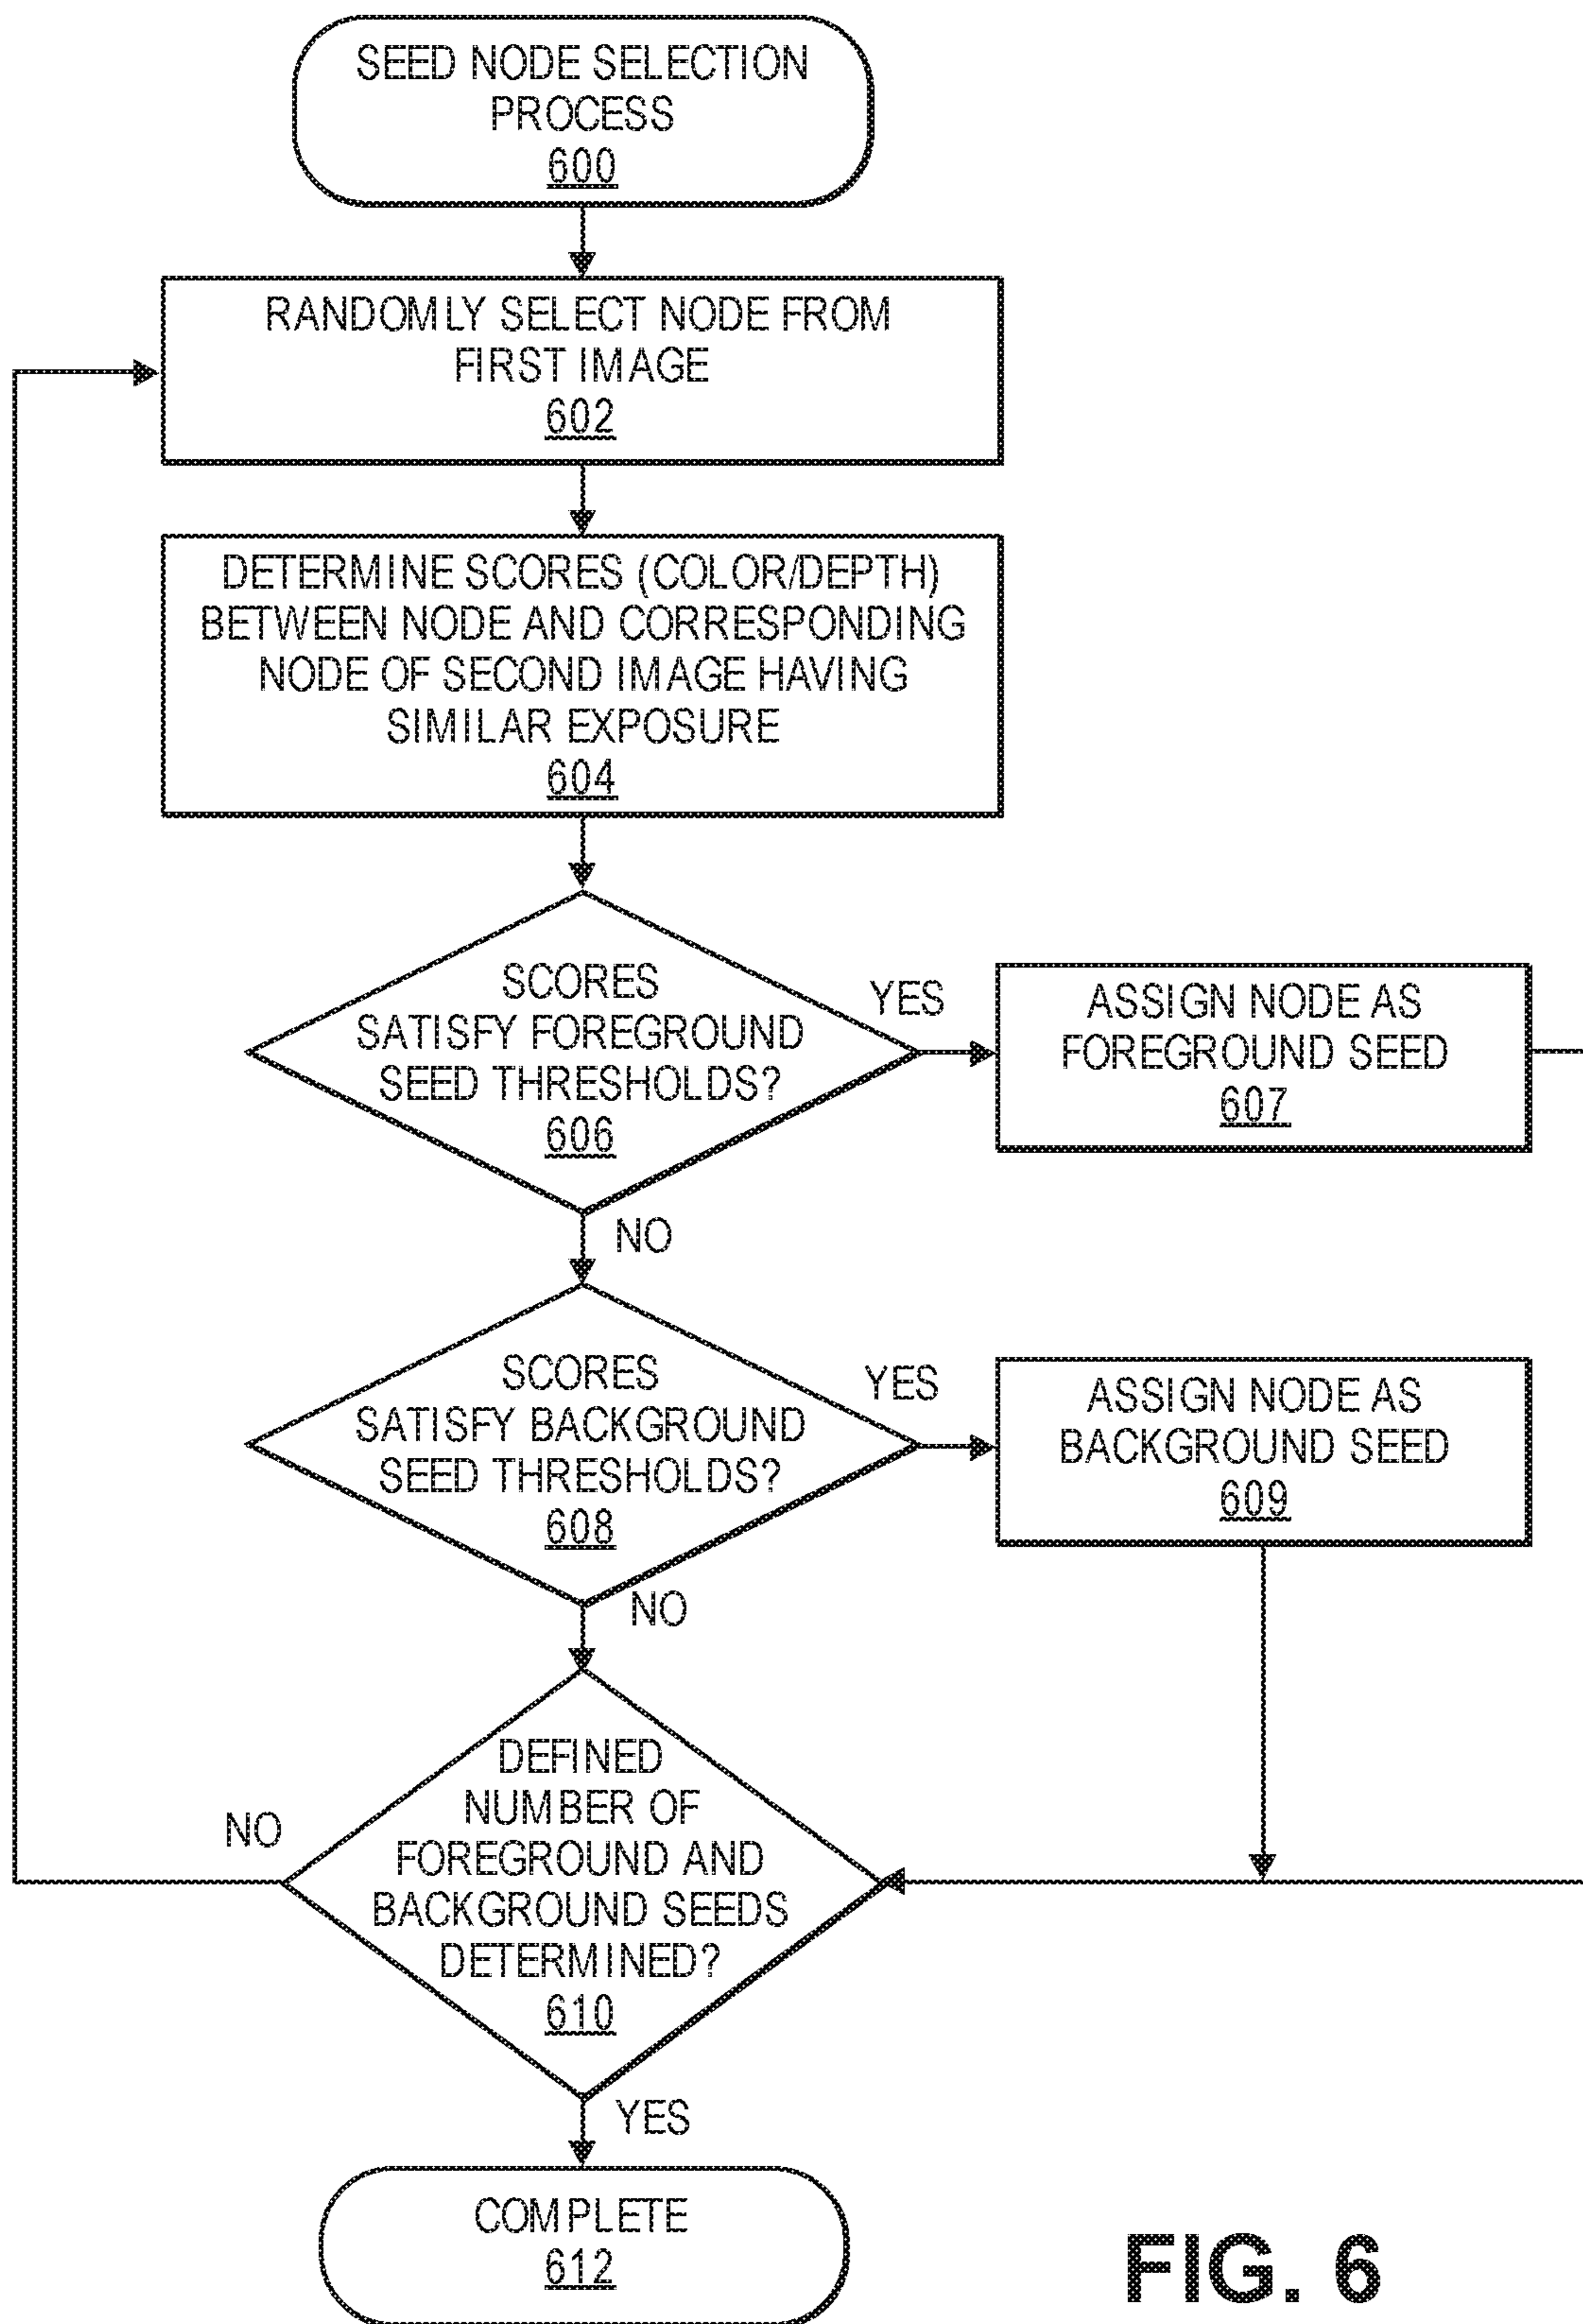 SEED NODE SELECTION
PROCESS
600
RANDOMLY SELECT NODE FROM
FIRST IMAGE
602
DETERMINE SCORES (COLOR/DEPTH)
BETWEEN NODE AND CORRESPONDING
NODE OF SECOND IMAGE HAVING
SIMILAR EXPOSURE
604
SCORES
SATISFY FOREGROUND
SEED THRESHOLDS?
606
YES
ASSIGN NODE AS
FOREGROUND SEED
607
NO
SCORES
SATISFY BACKGROUND
SEED THRESHOLDS?
608
YES
ASSIGN NODE AS
BACKGROUND SEED
609
NO
DEFINED
NUMBER OF
FOREGROUND AND
BACKGROUND SEEDS
DETERMINED?
610
NO
YES
COMPLETE
612
FIG. 6